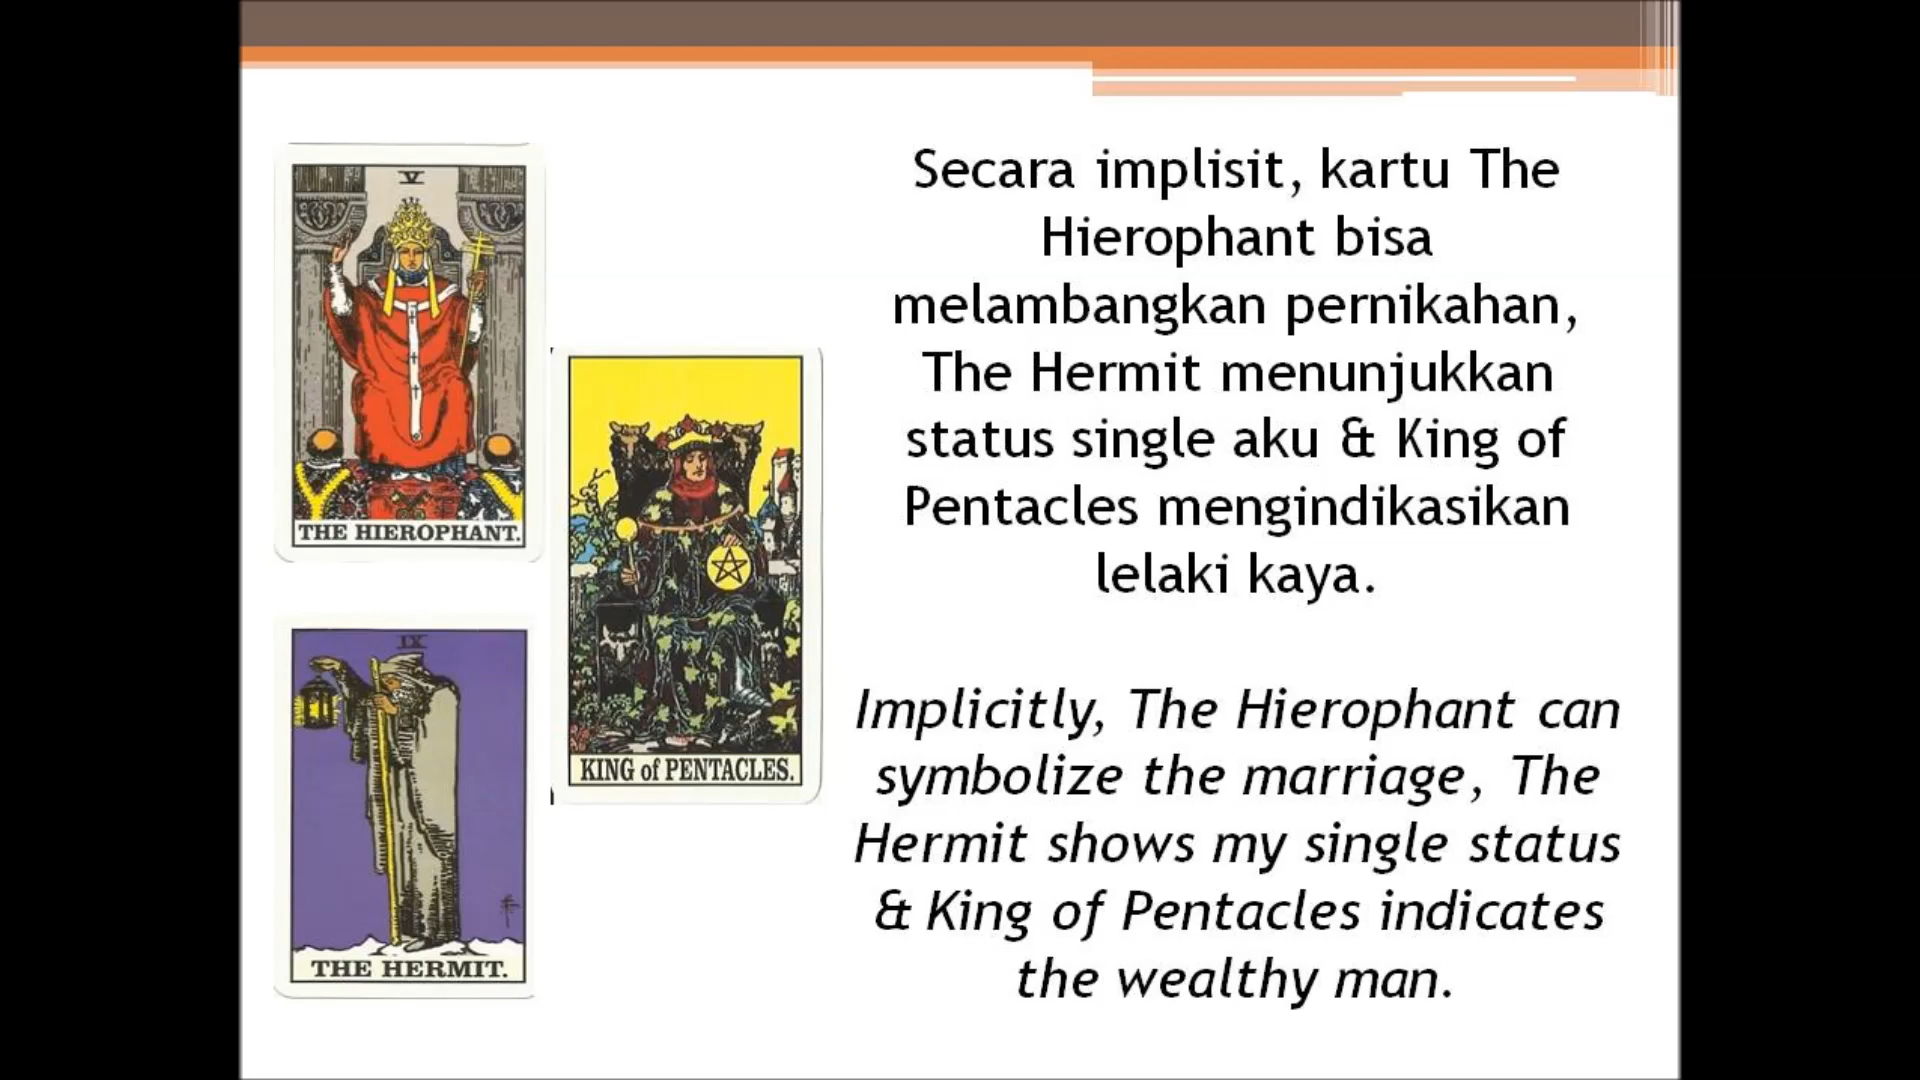 V
THE HIEROPHANT.
KING of PENTACLES.
IX
THE HERMIT.
Secara implisit, kartu The
Hierophant bisa
melambangkan pernikahan,
The Hermit menunjukkan
status single aku & King of
Pentacles mengindikasikan
lelaki kaya.
Implicitly, The Hierophant can
symbolize the marriage, The
Hermit shows my single status
& King of Pentacles indicates
the wealthy man.